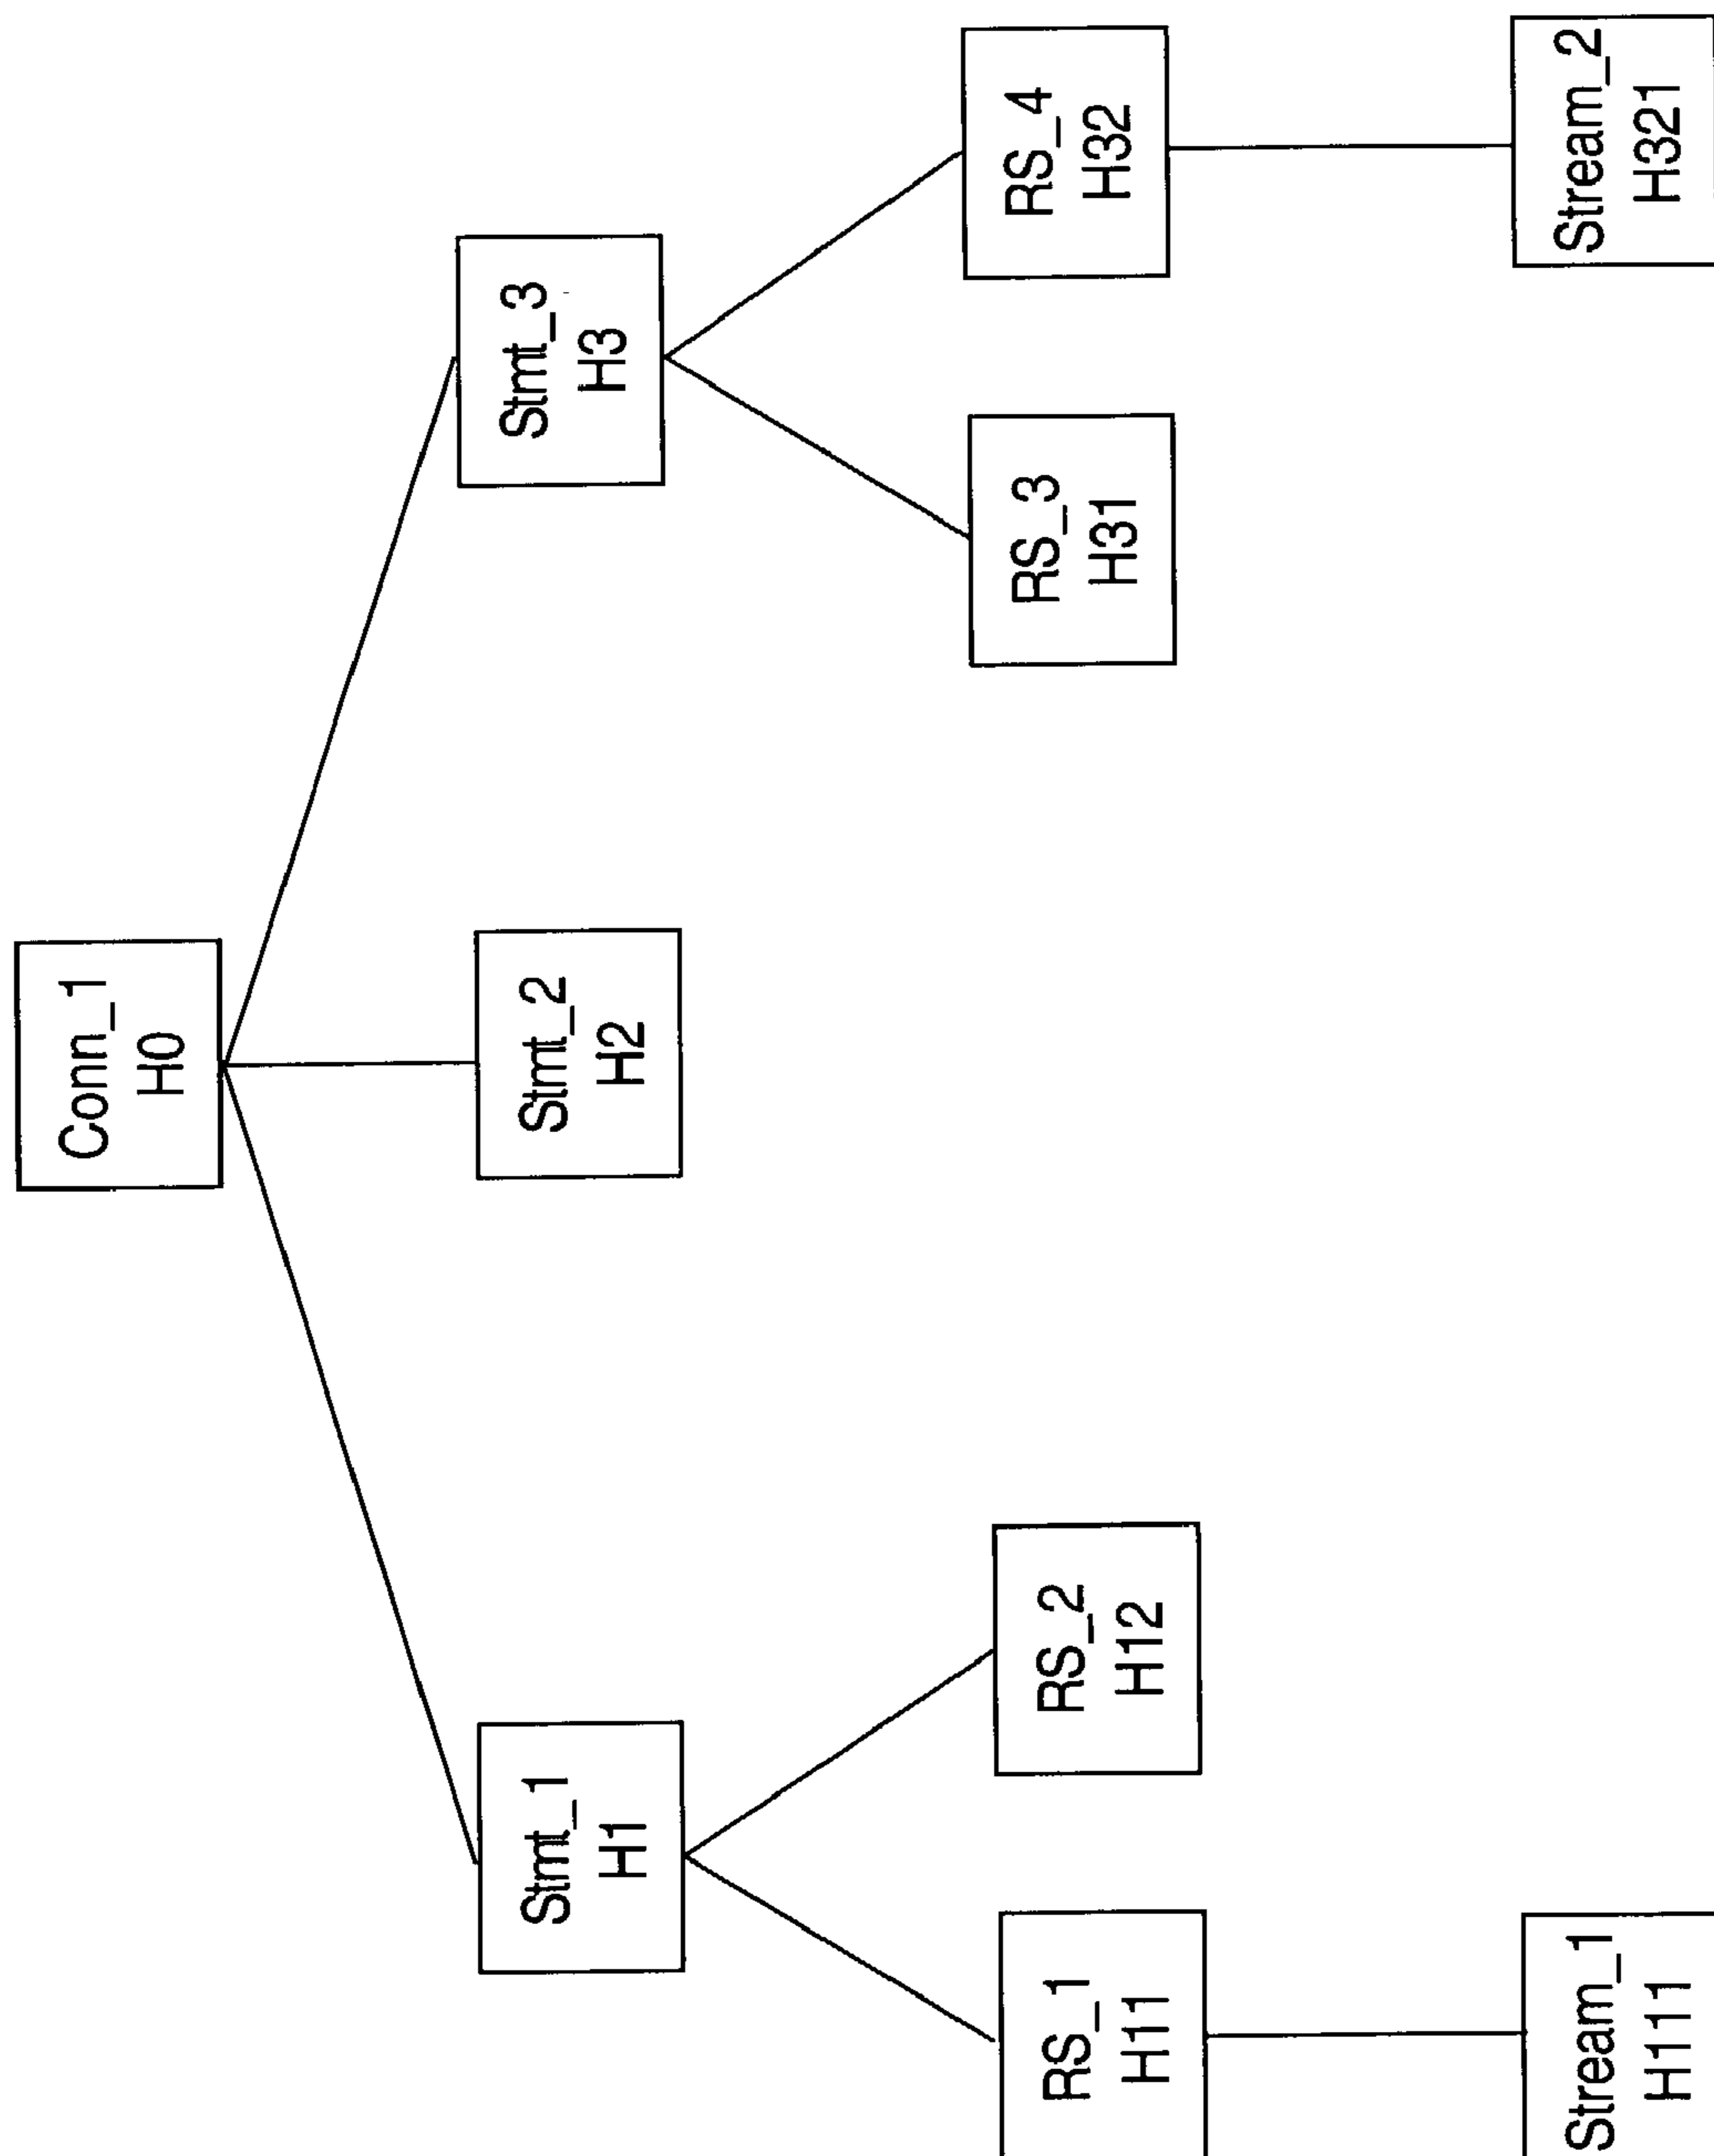 Conn_1
H0
Stmt_1
H1
Stmt_2
H2
Stmt_3
H3
RS_1
H11
RS_2
H12
RS_3
H31
RS_4
H32
Stream_1
H111
Stream_2
H321